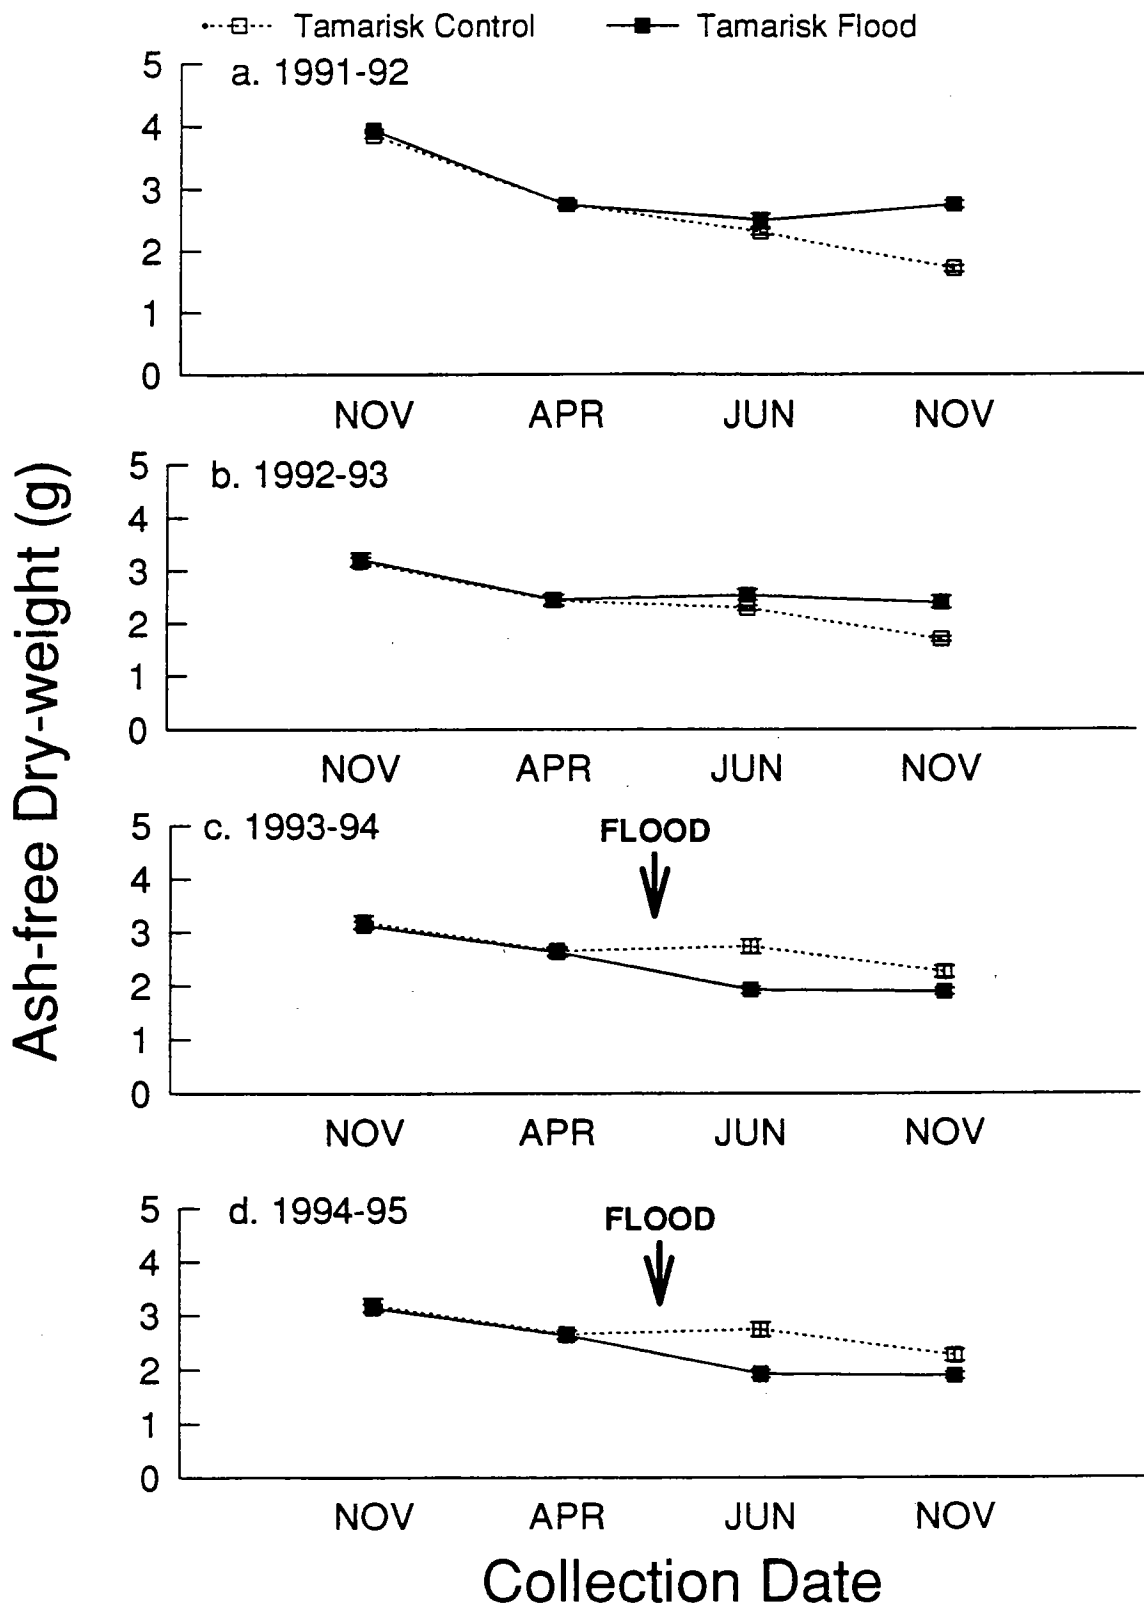 Tamarisk Control Tamarisk Flood
a. 1991-92
5
4
3
2
1
0
NOV APR JUN NOV
b. 1992-93
5
4
3
2
1
0
NOV APR JUN NOV
c. 1993-94
FLOOD
5
4
3
2
1
0
NOV APR JUN NOV
d. 1994-95
FLOOD
5
4
3
2
1
0
NOV APR JUN NOV
Ash-free Dry-weight (g)
Collection Date